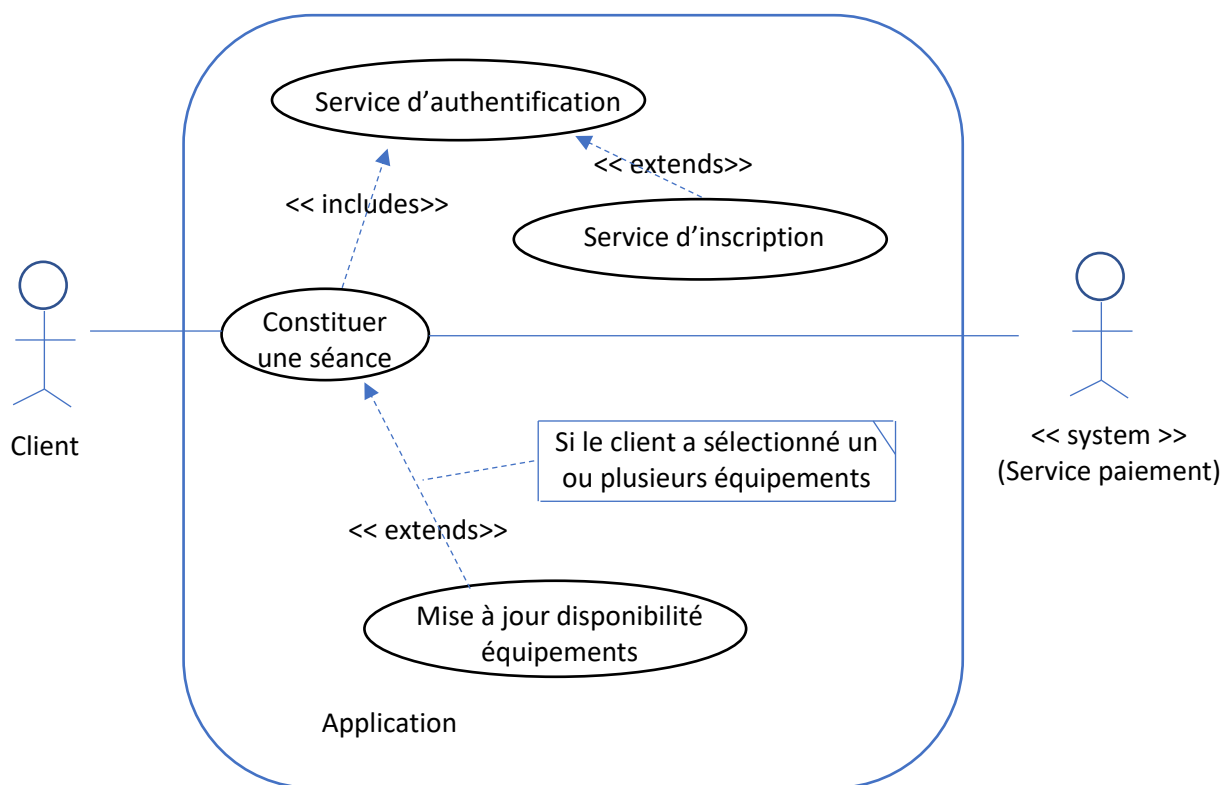 Service d’authentification
<< extends>>
<< includes>>
Service d’inscription
Constituer
une séance
Client
Si le client a sélectionné un
ou plusieurs équipements
<< system >>
(Service paiement)
<< extends>>
Mise à jour disponibilité
équipements
Application